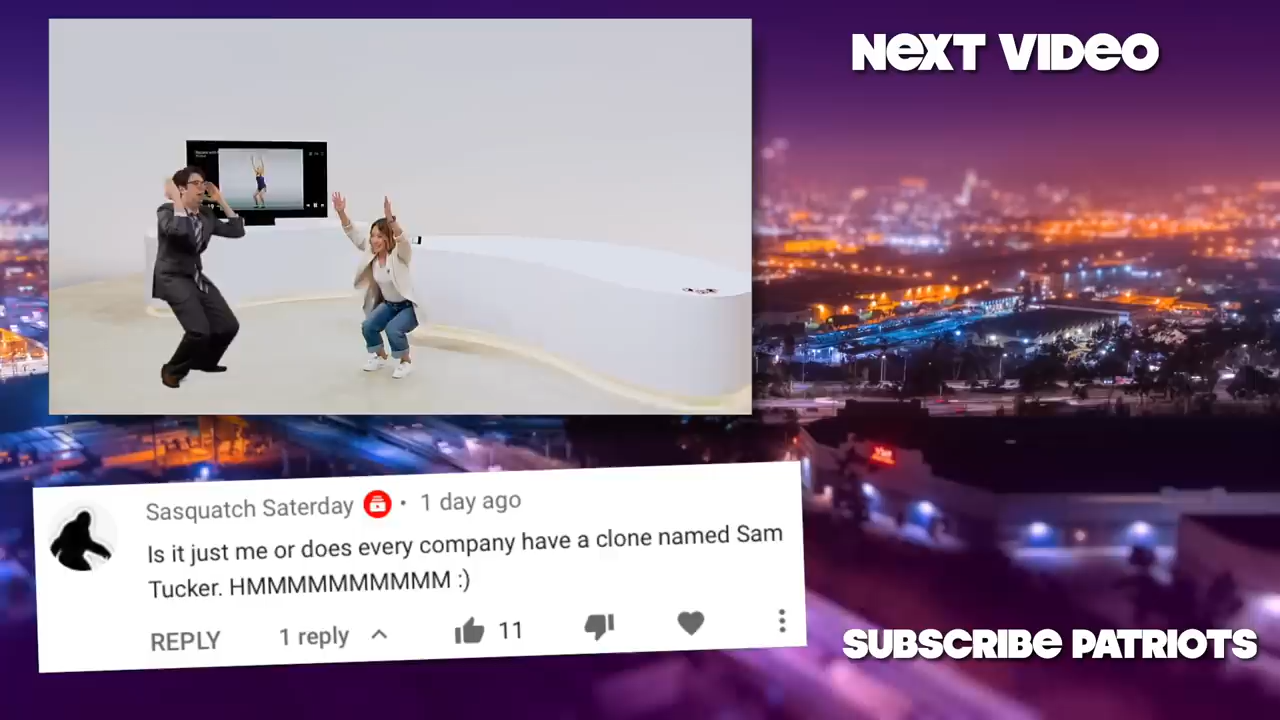 NEXT VIDEO
Sasquatch Saterday • 1 day ago
Is it just me or does every company have a clone named Sam
Tucker. HMMMMMMMMMM :)
REPLY 1 reply 11
SUBSCRIBE PATRIOTS